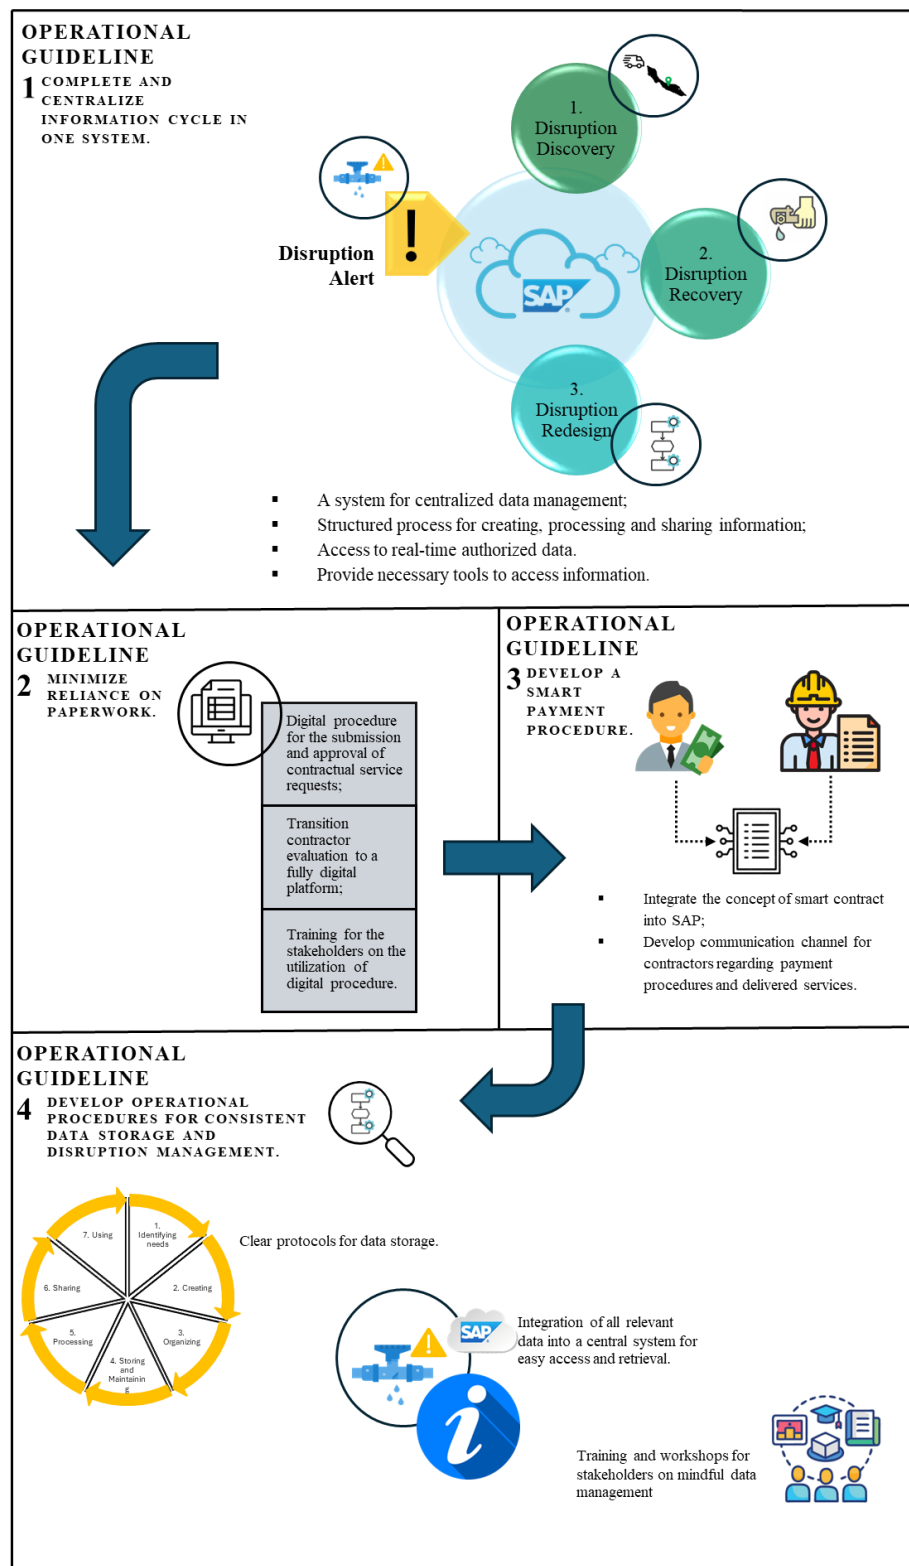 OPERATIONAL
GUIDELINE
1 COMPLETE AND
CENTRALIZE
INFORMATION CYCLE IN
ONE SYSTEM.
1.
Disruption
Discovery
Disruption
Alert
!
SAP
2.
Disruption
Recovery
3.
Disruption
Redesign
▪ A system for centralized data management;
▪ Structured process for creating, processing and sharing information;
▪ Access to real-time authorized data.
▪ Provide necessary tools to access information.
OPERATIONAL
GUIDELINE
2 MINIMIZE
RELIANCE ON
PAPERWORK.
Digital procedure
for the submission
and approval of
contractual service
requests;
Transition
contractor
evaluation to a
fully digital
platform;
Training for the
stakeholders on the
utilization of
digital procedure.
OPERATIONAL
GUIDELINE
3 DEVELOP A
SMART
PAYMENT
PROCEDURE.
▪ Integrate the concept of smart contract
into SAP;
▪ Develop communication channel for
contractors regarding payment
procedures and delivered services.
OPERATIONAL
GUIDELINE
4 DEVELOP OPERATIONAL
PROCEDURES FOR CONSISTENT
DATA STORAGE AND
DISRUPTION MANAGEMENT.
1.
Identifying
needs
2. Creating
3.
Organizing
4. Storing
and
Maintainin
g
5.
Processing
6. Sharing
7. Using
Clear protocols for data storage.
SAP
Integration of all relevant
data into a central system for
easy access and retrieval.
i
Training and workshops for
stakeholders on mindful data
management